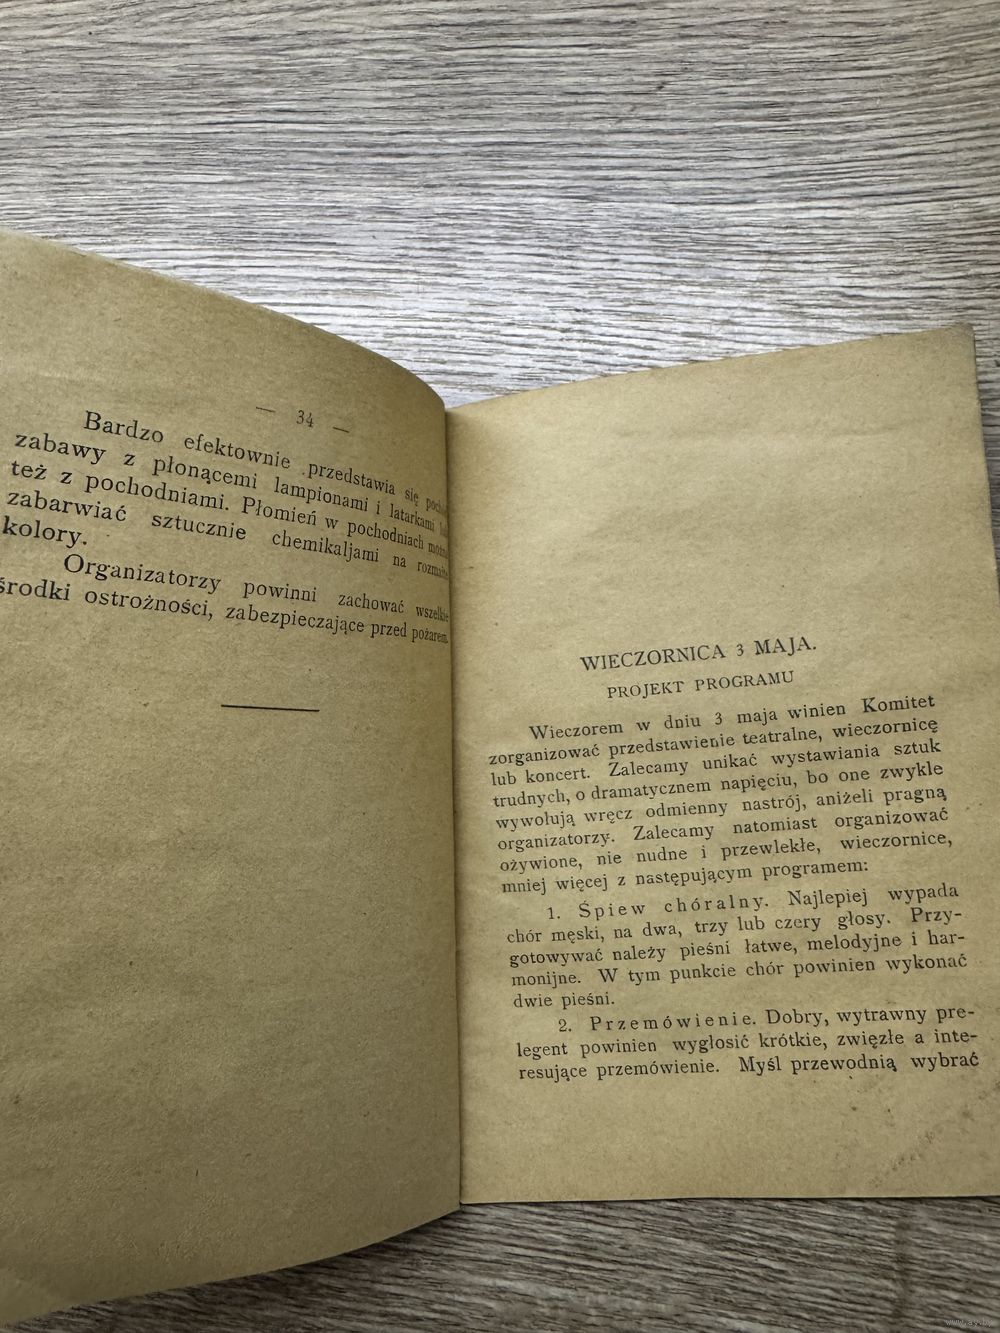 — 34 —
Bardzo efektownie przedstawia się
zabawy z płonącemi lampionami i latarkami
też z pochodniami. Płomień w pochodniach można
zabarwiać sztucznie chemikaljami na rozmaite
kolory.
Organizatorzy powinni zachować wszelkie
środki ostrożności, zabezpieczające przed pożarem.
WIECZORNICA 3 MAJA.
PROJEKT PROGRAMU
Wieczorem w dniu 3 maja winien Komitet
zorganizować przedstawienie teatralne, wieczornicę
lub koncert. Zalecamy unikać wystawiania sztuk
trudnych, o dramatycznem napięciu, bo one zwykle
wywołują wręcz odmienny nastrój, aniżeli pragną
organizatorzy. Zalecamy natomiast organizować
ożywione, nie nudne i przewlekłe, wieczornice,
mniej więcej z następującym programem:
1. Śpiew chóralny. Najlepiej wypada
chór męski, na dwa, trzy lub czery głosy. Przy-
gotowywać należy pieśni łatwe, melodyjne i har-
monijne. W tym punkcie chór powinien wykonać
dwie pieśni.
2. Przemówienie. Dobry, wytrawny pre-
legent powinien wygłosić krótkie, zwięzłe a inte-
resujące przemówienie. Myśl przewodnią wybrać
www.ay.by